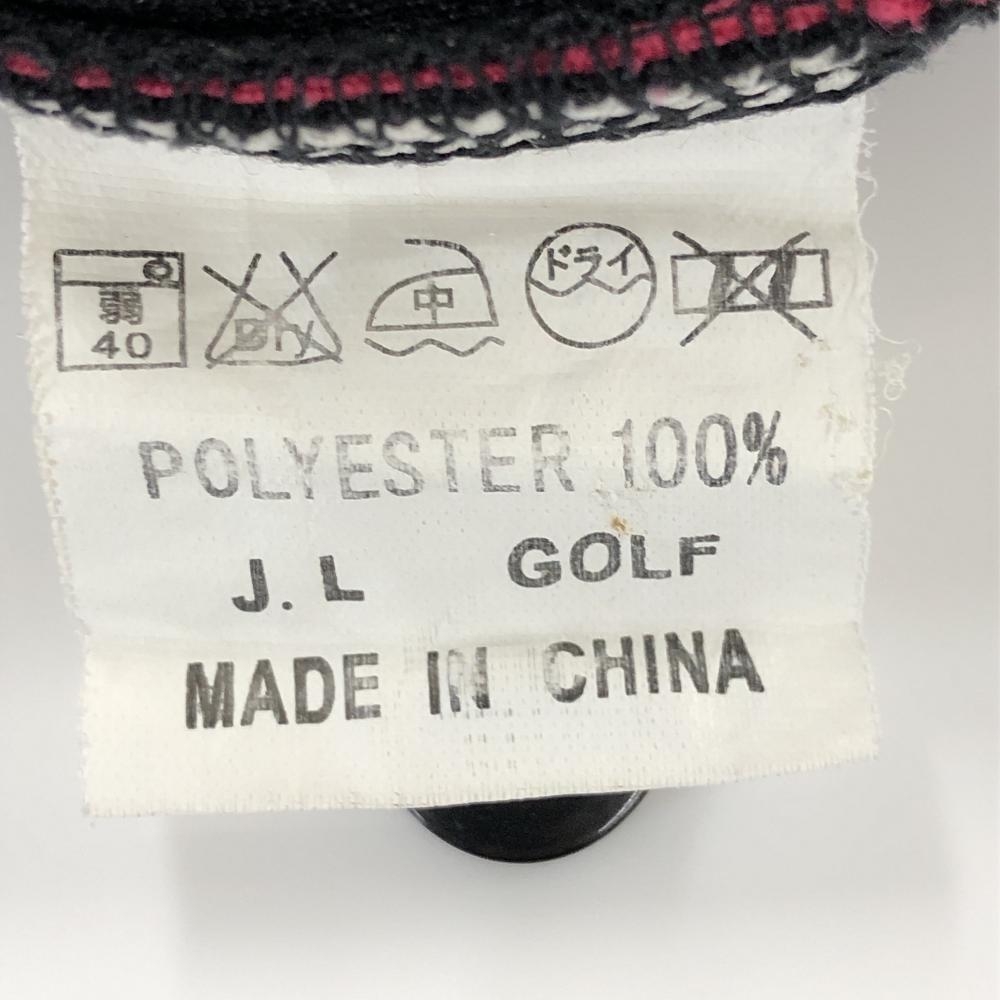 弱 40 Dry 中 ドライ
POLYESTER 100%
J. L GOLF
MADE IN CHINA